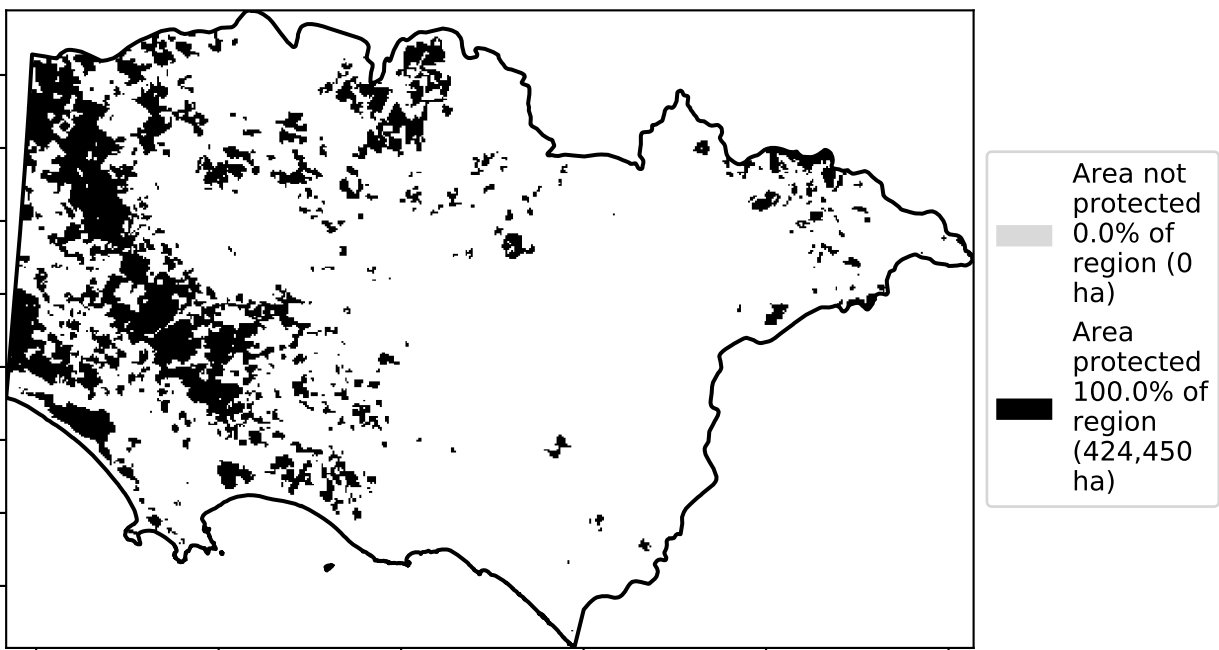 Area not
protected
0.0% of
region (0
ha)
Area
protected
100.0% of
region
(424,450
ha)